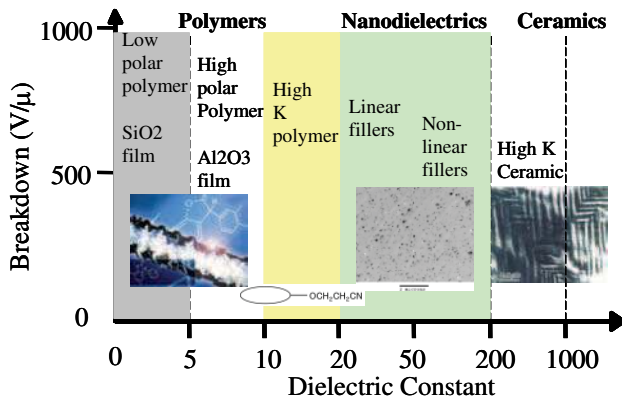 Polymers
Nanodielectrics
Ceramics
1000
500
0
Breakdown (V/μ)
Low
polar
polymer
SiO2
film
High
polar
Polymer
Al2O3
film
High
K
polymer
Linear
fillers
Non-
linear
fillers
High K
Ceramic
OCH₂CH₂CN
0
5
10
20
50
200
1000
Dielectric Constant